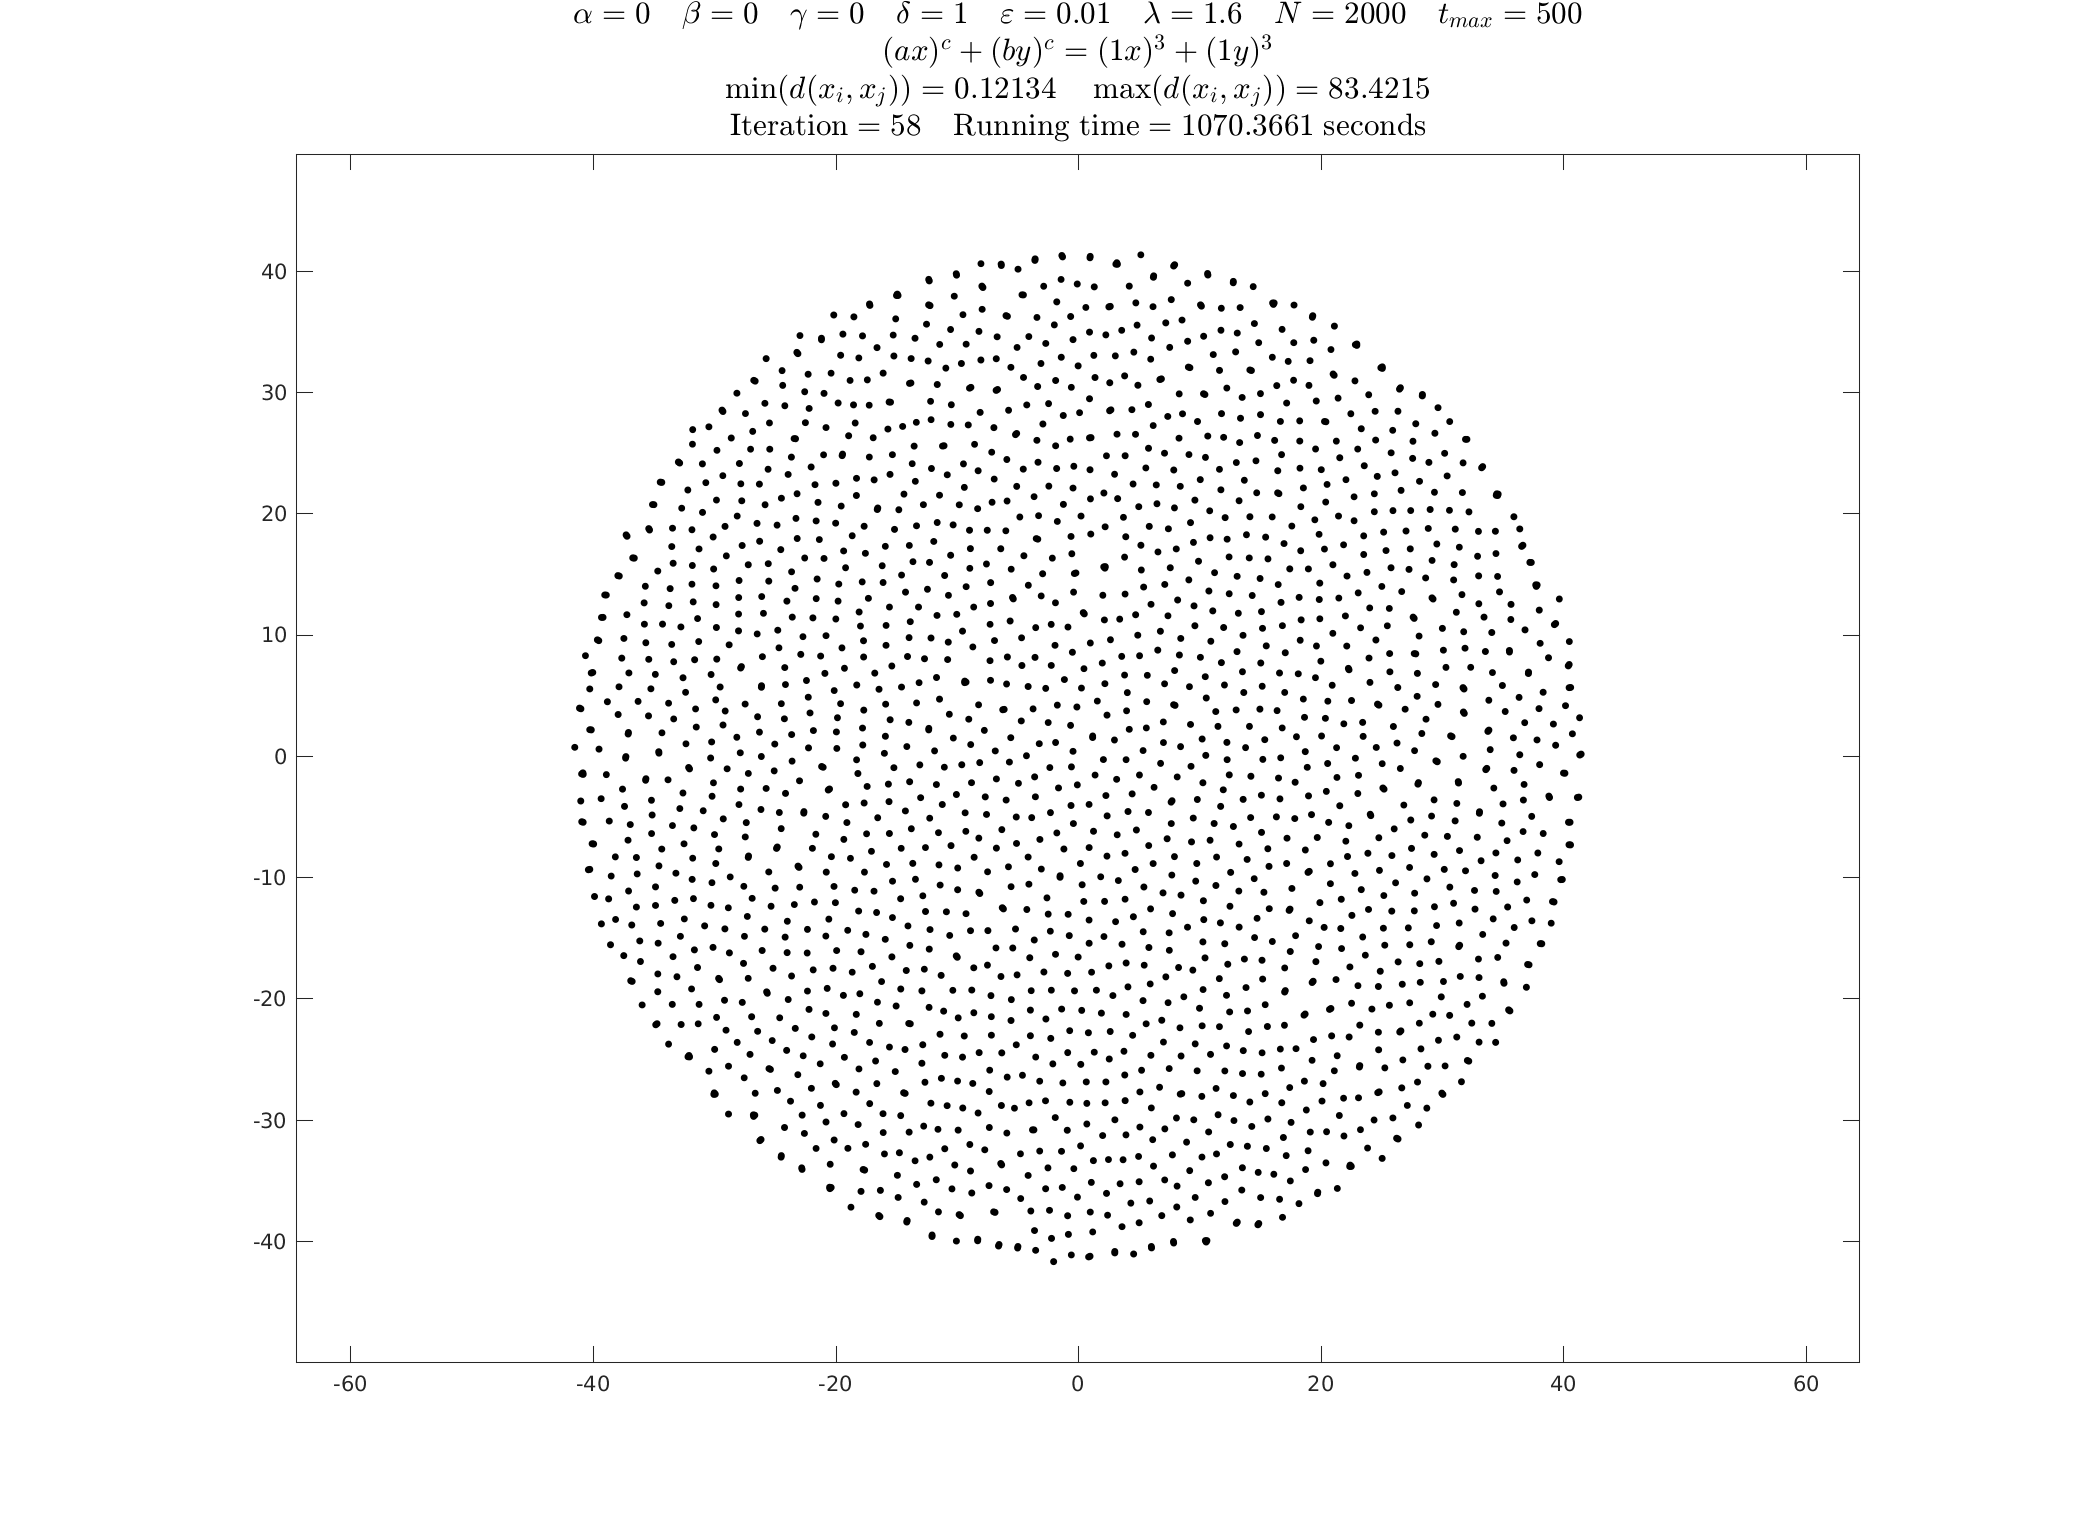 α = 0 β = 0 γ = 0 δ = 1 ε = 0.01 λ = 1.6 N = 2000 t_max = 500
(ax)^c + (by)^c = (1x)^3 + (1y)^3
min(d(x_i, x_j)) = 0.12134 max(d(x_i, x_j)) = 83.4215
Iteration = 58 Running time = 1070.3661 seconds
40
30
20
10
0
-10
-20
-30
-40
-60 -40 -20 0 20 40 60